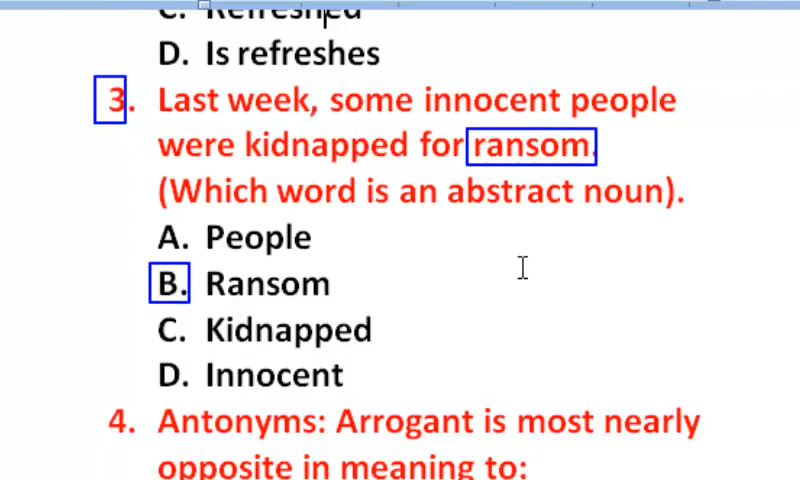 C. Refreshed
D. Is refreshes
3. Last week, some innocent people
were kidnapped for ransom.
(Which word is an abstract noun).
A. People
B. Ransom
C. Kidnapped
D. Innocent
4. Antonyms: Arrogant is most nearly
opposite in meaning to: